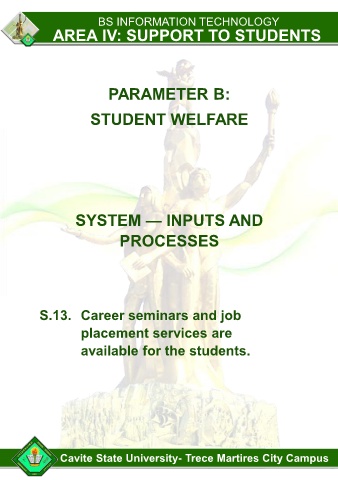 BS INFORMATION TECHNOLOGY
AREA IV: SUPPORT TO STUDENTS
PARAMETER B:
STUDENT WELFARE
SYSTEM — INPUTS AND
PROCESSES
S.13. Career seminars and job
placement services are
available for the students.
Cavite State University- Trece Martires City Campus